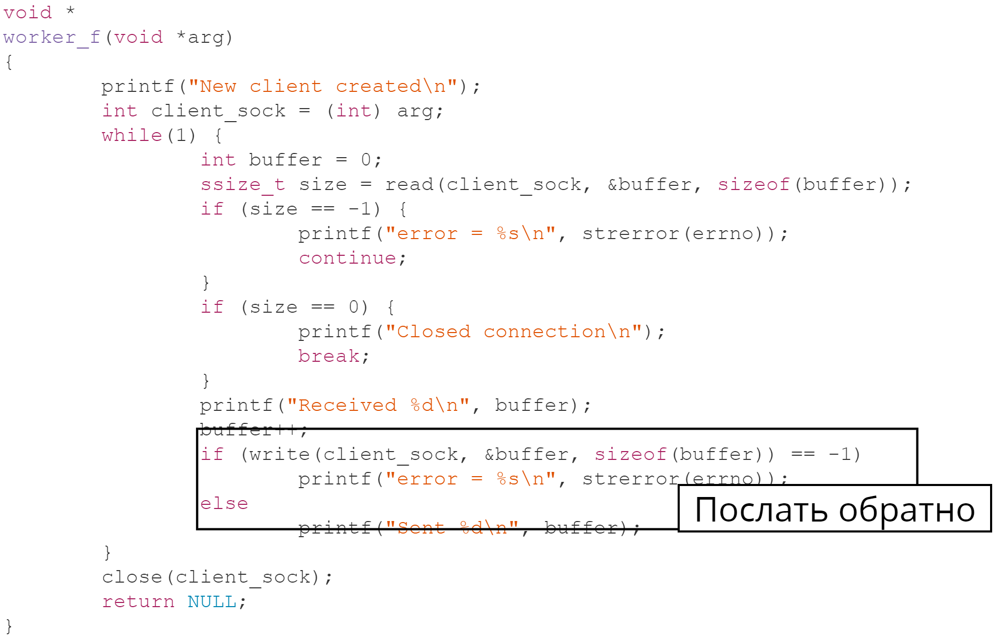 void *
worker_f(void *arg)
{
        printf("New client created\n");
        int client_sock = (int) arg;
        while(1) {
                int buffer = 0;
                ssize_t size = read(client_sock, &buffer, sizeof(buffer));
                if (size == -1) {
                        printf("error = %s\n", strerror(errno));
                        continue;
                }
                if (size == 0) {
                        printf("Closed connection\n");
                        break;
                }
                printf("Received %d\n", buffer);
                buffer++;
                if (write(client_sock, &buffer, sizeof(buffer)) == -1)
                        printf("error = %s\n", strerror(errno));
                else
                        printf("Sent %d\n", buffer);
Послать обратно
        }
        close(client_sock);
        return NULL;
}